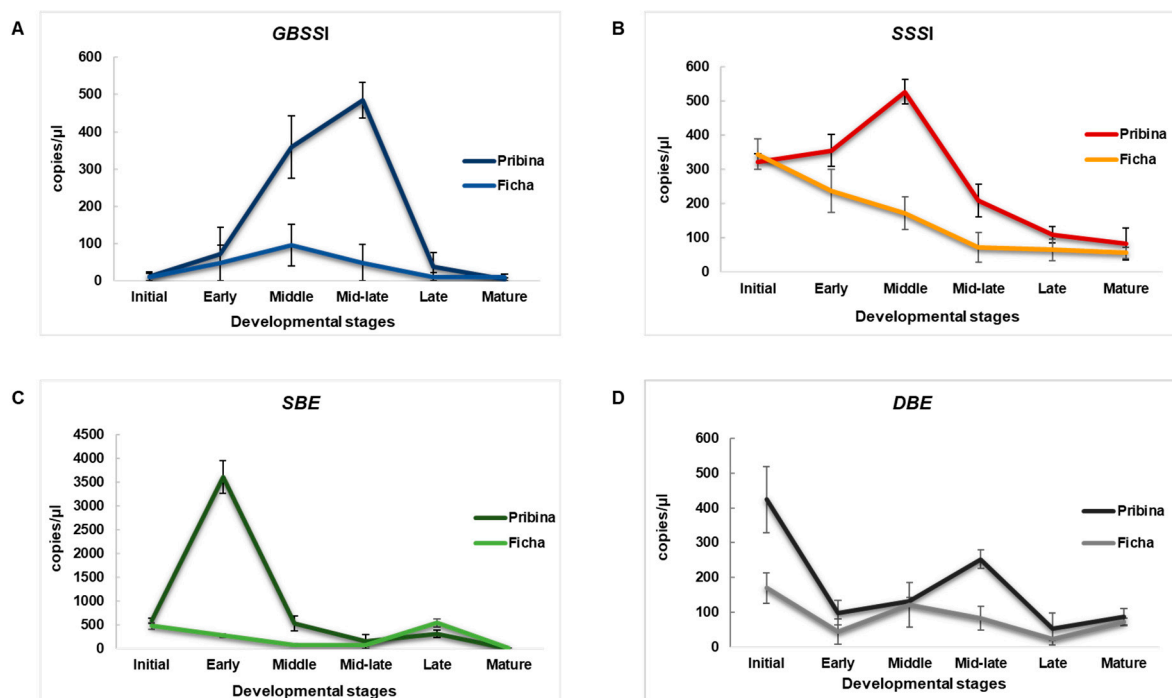 A
GBSSI
600
500
400
300
200
100
0
copies/µl
Pribina
Ficha
Initial Early Middle Mid-late Late Mature
Developmental stages
B
SSSI
600
500
400
300
200
100
0
copies/µl
Pribina
Ficha
Initial Early Middle Mid-late Late Mature
Developmental stages
C
SBE
4500
4000
3500
3000
2500
2000
1500
1000
500
0
copies/µl
Pribina
Ficha
Initial Early Middle Mid-late Late Mature
Developmental stages
D
DBE
600
500
400
300
200
100
0
copies/µl
Pribina
Ficha
Initial Early Middle Mid-late Late Mature
Developmental stages